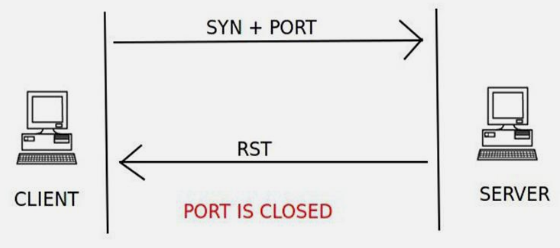 SYN + PORT
RST
CLIENT
SERVER
PORT IS CLOSED